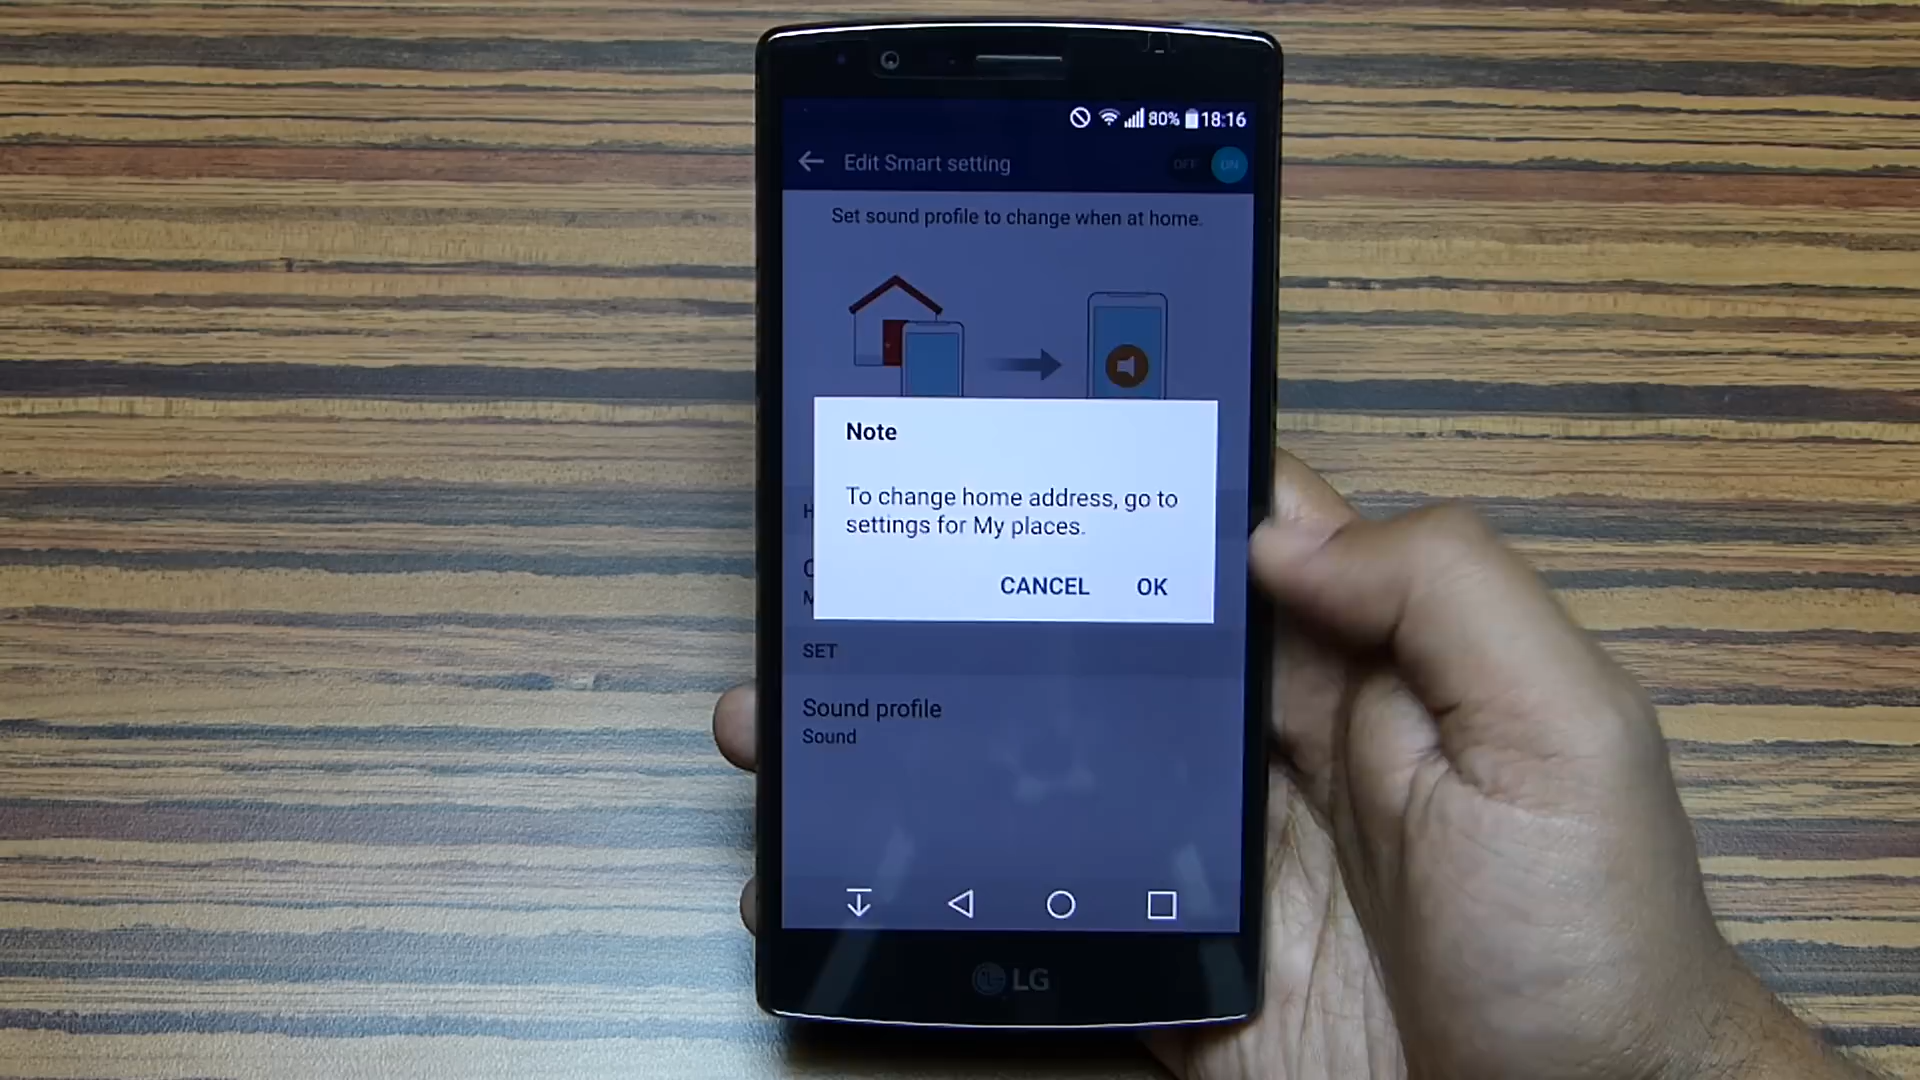 80% 18:16
Edit Smart setting
OFF ON
Set sound profile to change when at home.
Note
To change home address, go to
settings for My places.
CANCEL OK
SET
Sound profile
Sound
LG